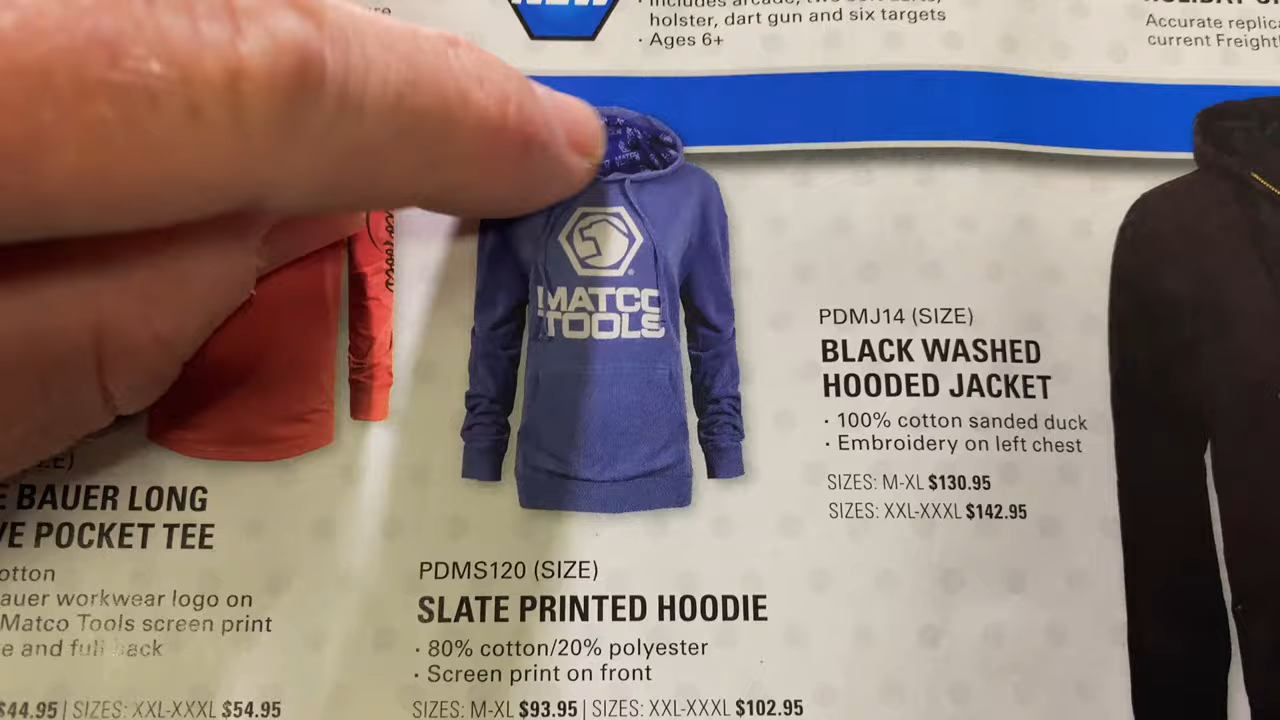 holster, dart gun and six targets
· Ages 6+
Accurate
current
MATCO
TOOLS
PDMJ14 (SIZE)
BLACK WASHED
HOODED JACKET
· 100% cotton sanded duck
· Embroidery on left chest
SIZES: M-XL $130.95
SIZES: XXL-XXXL $142.95
BAUER LONG
POCKET TEE
workwear logo on
Matco Tools screen print
and full back
$44.95 | SIZES: XXL-XXXL $54.95
PDMS120 (SIZE)
SLATE PRINTED HOODIE
· 80% cotton/20% polyester
· Screen print on front
SIZES: M-XL $93.95 | SIZES: XXL-XXXL $102.95